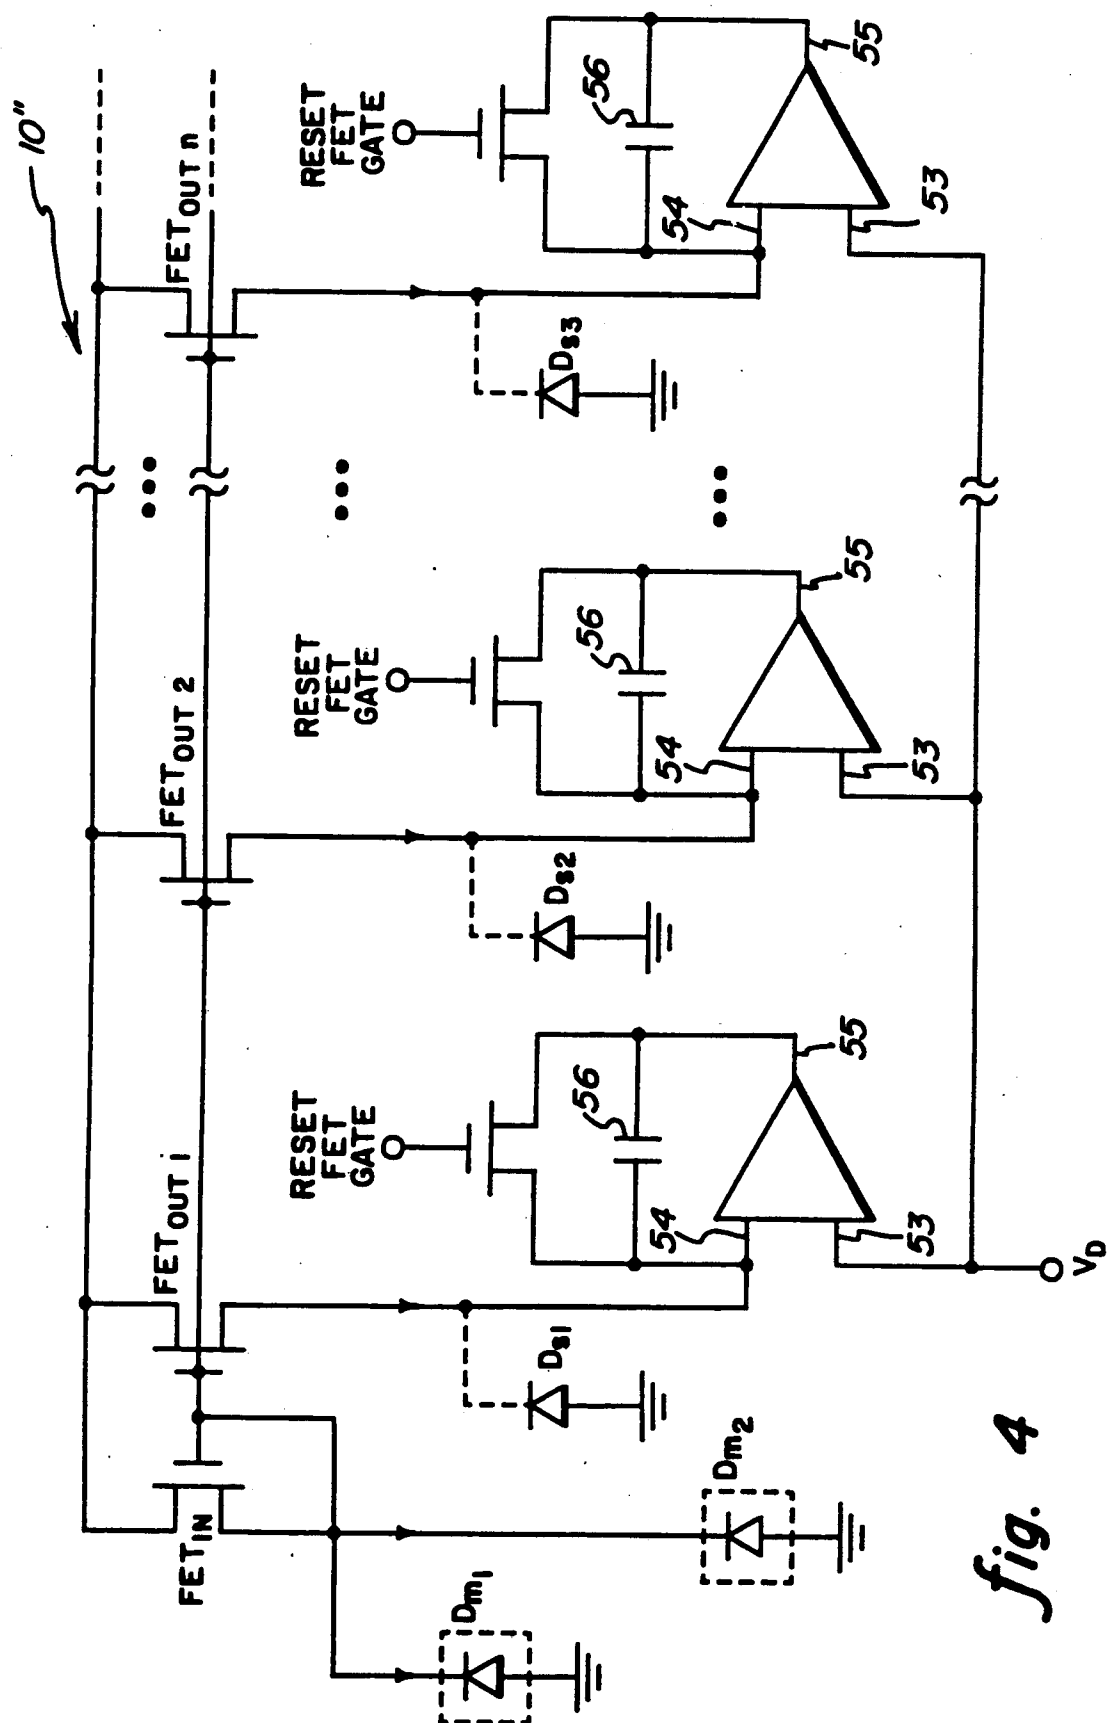 10"
FET OUT n
FET OUT 2
FET OUT 1
FET IN
RESET
FET
GATE
RESET
FET
GATE
RESET
FET
GATE
56
56
56
54
54
54
53
53
53
55
55
55
Ds3
Ds2
Ds1
Dm1
Dm2
VD
fig. 4